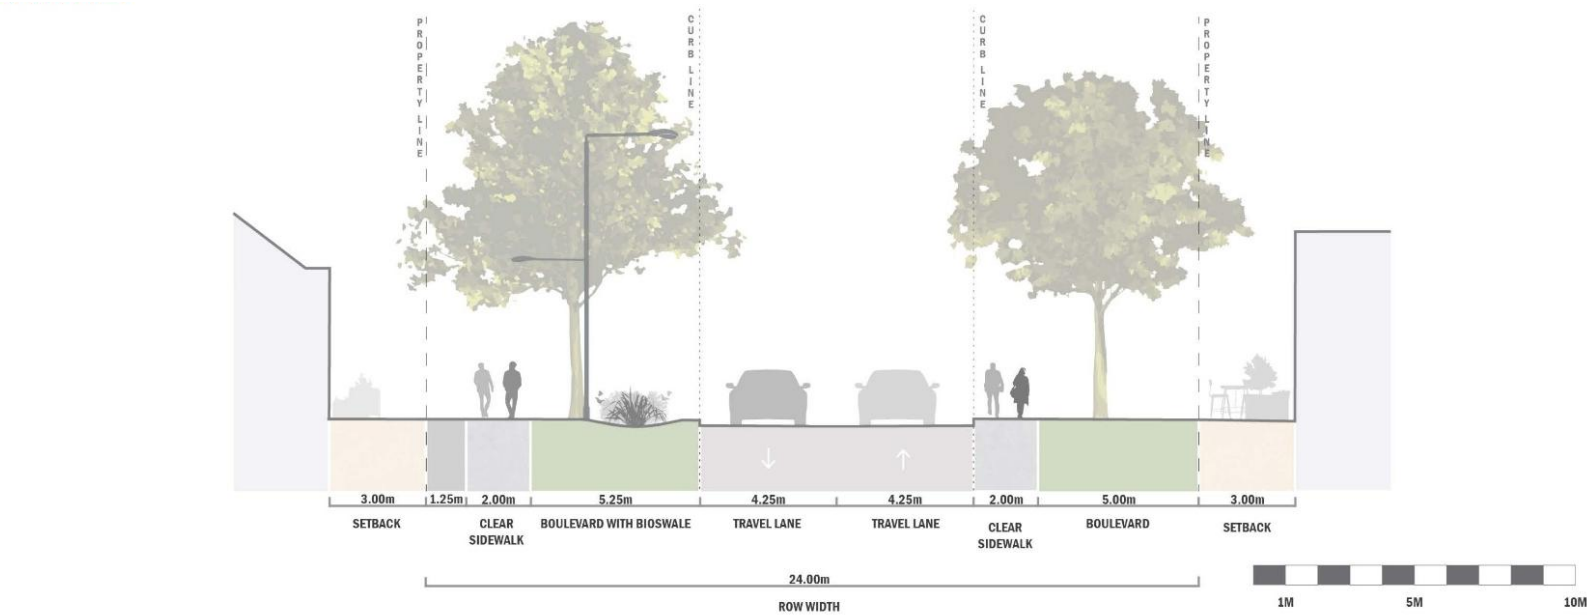 PROPERTY LINE
CURB LINE
CURB LINE
PROPERTY LINE
3.00m 1.25m 2.00m 5.25m 4.25m 4.25m 2.00m 5.00m 3.00m
SETBACK
CLEAR
SIDEWALK
BOULEVARD WITH BIOSWALE
TRAVEL LANE
TRAVEL LANE
CLEAR
SIDEWALK
BOULEVARD
SETBACK
24.00m
ROW WIDTH
1M 5M 10M